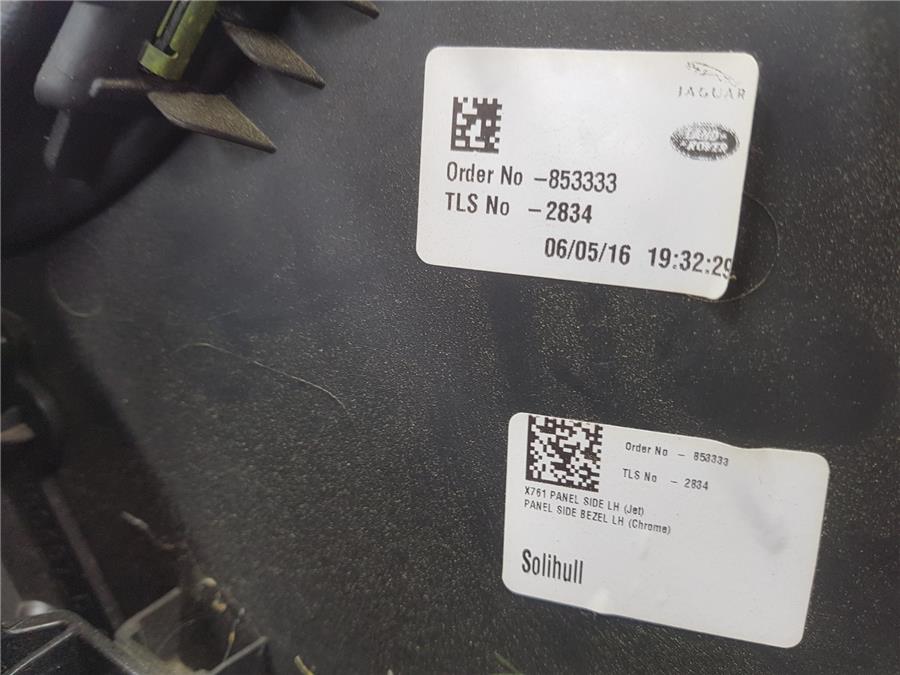 JAGUAR
LAND
ROVER
Order No -853333
TLS No -2834
06/05/16 19:32:29
Order No - 853333
TLS No - 2834
X761 PANEL SIDE LH (Jet)
PANEL SIDE BEZEL LH (Chrome)
Solihull